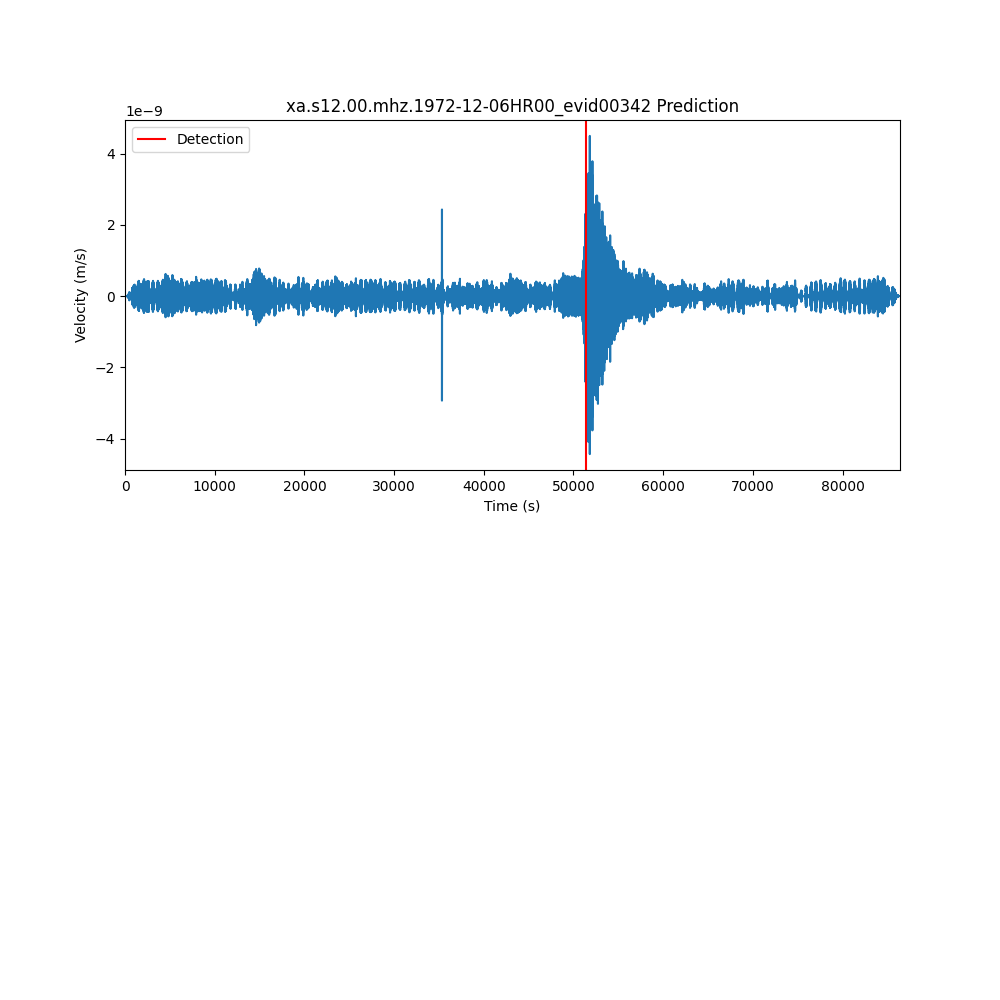 xa.s12.00.mhz.1972-12-06HR00_evid00342 Prediction
1e−9
Detection
4
2
0
−2
−4
Velocity (m/s)
0 10000 20000 30000 40000 50000 60000 70000 80000
Time (s)